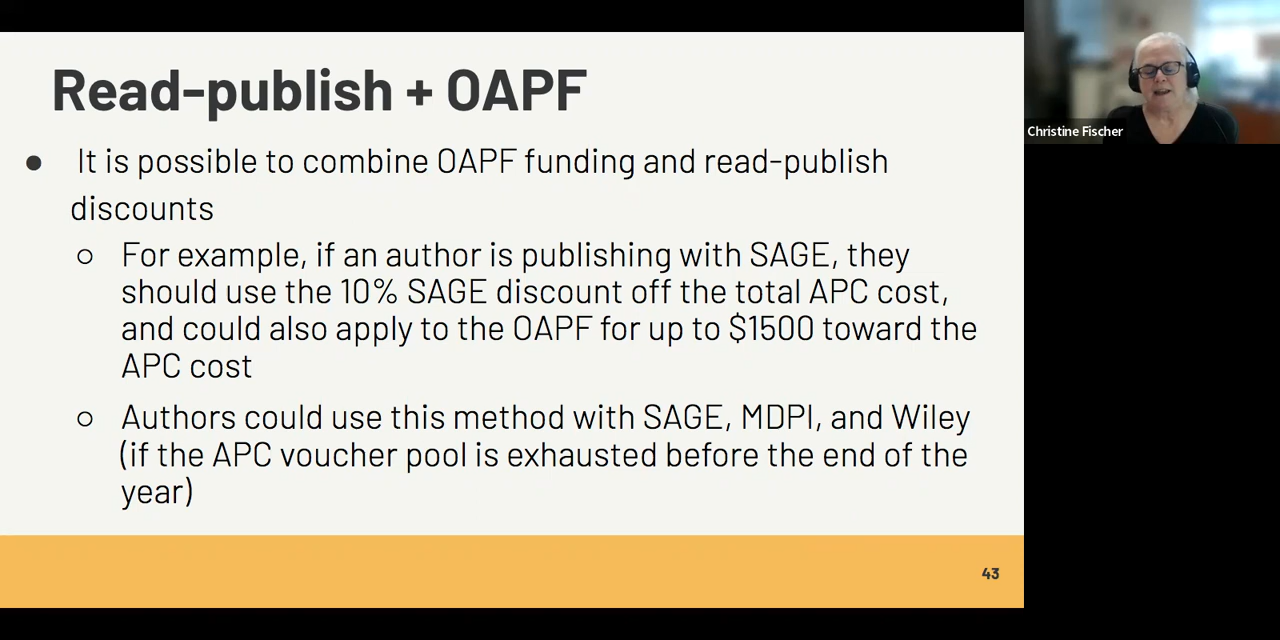 Read-publish + OAPF
● It is possible to combine OAPF funding and read-publish
discounts
○ For example, if an author is publishing with SAGE, they
should use the 10% SAGE discount off the total APC cost,
and could also apply to the OAPF for up to $1500 toward the
APC cost
○ Authors could use this method with SAGE, MDPI, and Wiley
(if the APC voucher pool is exhausted before the end of the
year)
43
Christine Fischer